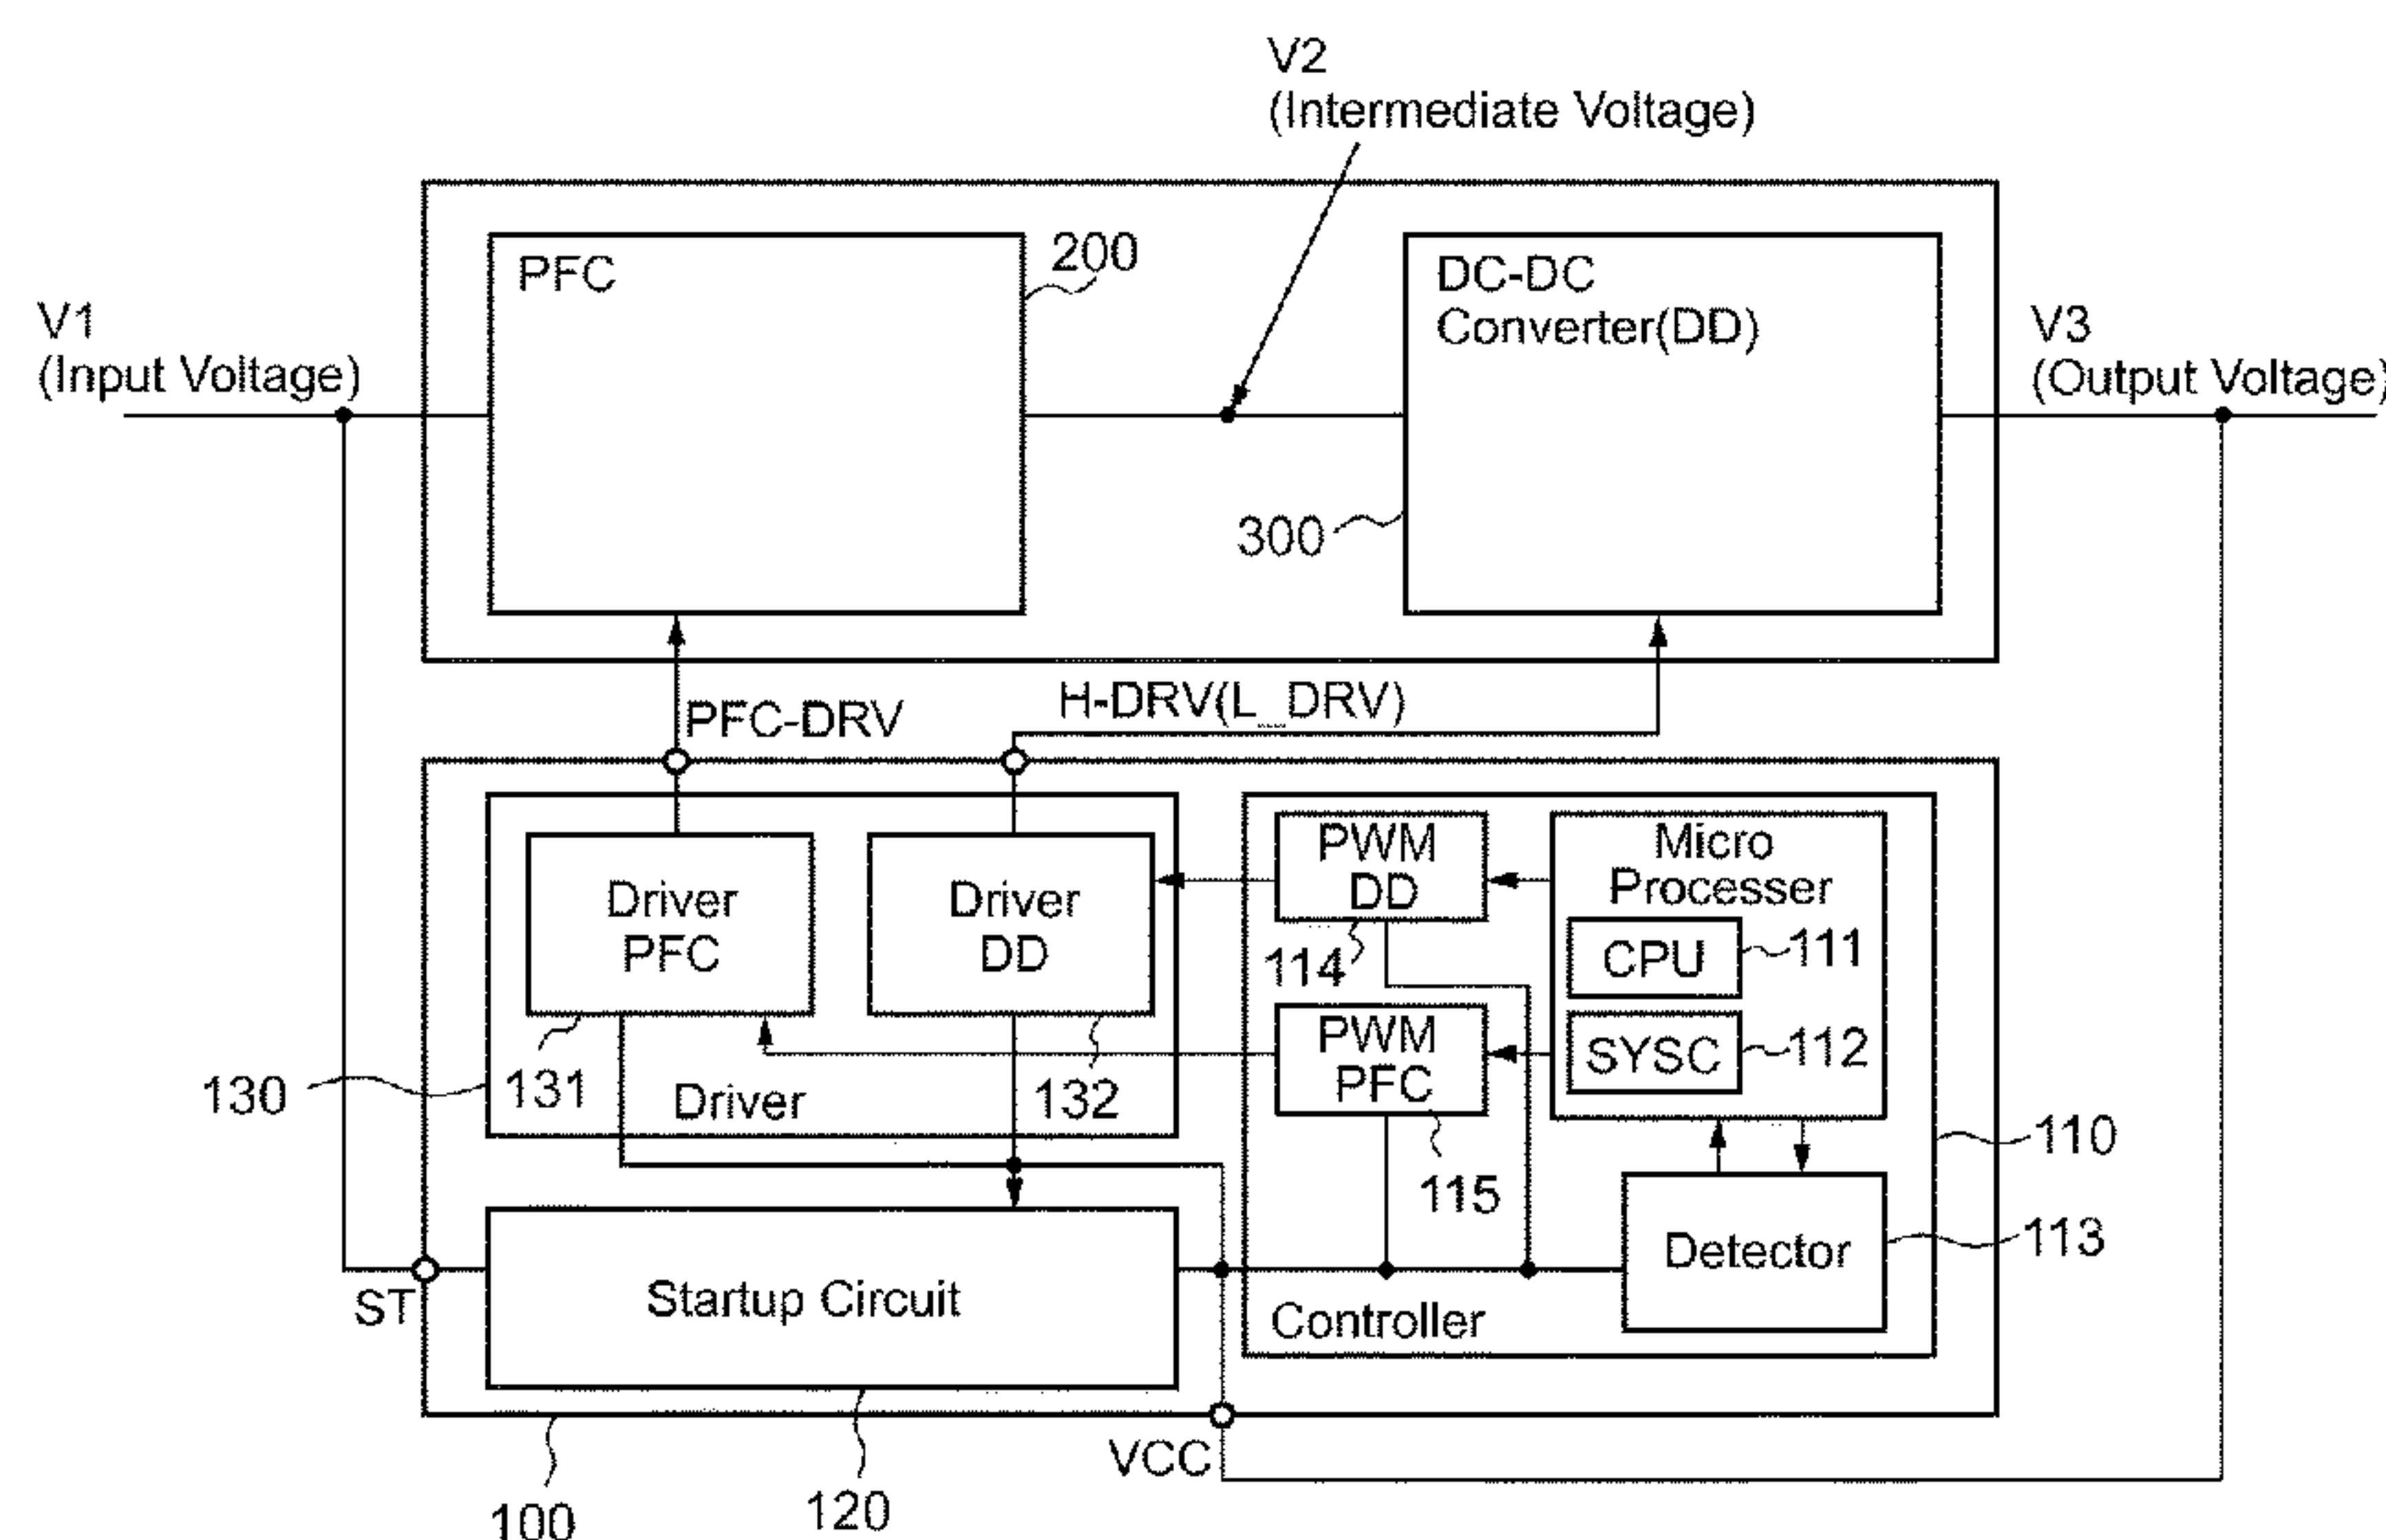 V2
(Intermediate Voltage)
PFC
200
DC-DC
Converter(DD)
V1
(Input Voltage)
V3
(Output Voltage)
300
PFC-DRV
H-DRV(L_DRV)
Driver
PFC
Driver
DD
PWM
DD
Micro
Processer
CPU
111
114
SYSC
112
PWM
PFC
130
131
Driver
132
115
110
Detector
113
Startup Circuit
ST
Controller
VCC
100
120